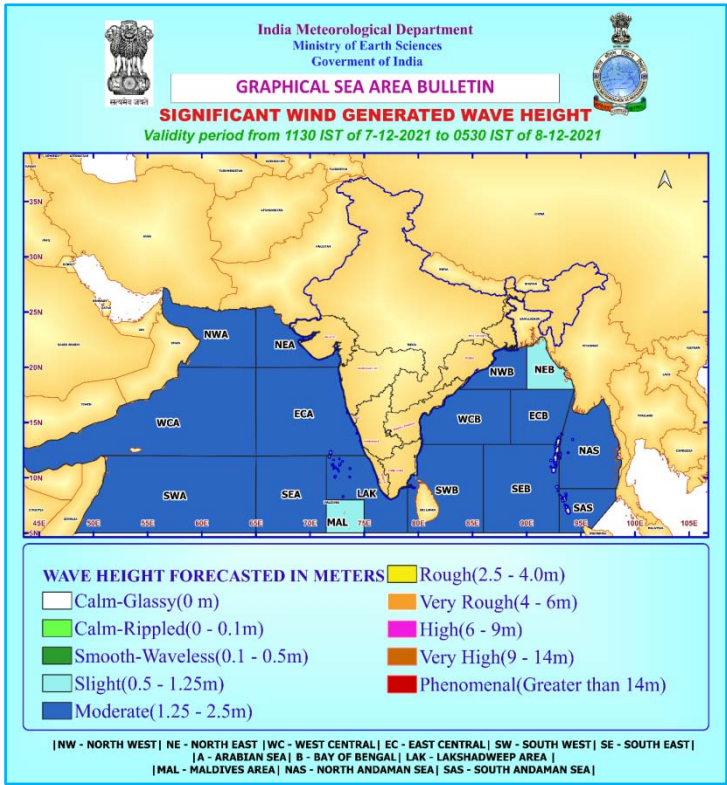 India Meteorological Department
Ministry of Earth Sciences
Goverment of India
सत्यमेव जयते
GRAPHICAL SEA AREA BULLETIN
SIGNIFICANT WIND GENERATED WAVE HEIGHT
Validity period from 1130 IST of 7-12-2021 to 0530 IST of 8-12-2021
35N
30N
25N
20N
15N
10N
5N
NWA
NEA
WCA
ECA
SWA
SEA
LAK
MAL
NWB
NEB
WCB
ECB
SWB
SEB
NAS
SAS
45E 50E 55E 60E 65E 70E 75E 80E 85E 90E 95E 100E 105E
WAVE HEIGHT FORECASTED IN METERS
Calm-Glassy(0 m)
Calm-Rippled(0 - 0.1m)
Smooth-Waveless(0.1 - 0.5m)
Slight(0.5 - 1.25m)
Moderate(1.25 - 2.5m)
Rough(2.5 - 4.0m)
Very Rough(4 - 6m)
High(6 - 9m)
Very High(9 - 14m)
Phenomenal(Greater than 14m)
|NW - NORTH WEST| NE - NORTH EAST |WC - WEST CENTRAL| EC - EAST CENTRAL| SW - SOUTH WEST| SE - SOUTH EAST|
|A - ARABIAN SEA| B - BAY OF BENGAL| LAK - LAKSHADWEEP AREA |
|MAL - MALDIVES AREA| NAS - NORTH ANDAMAN SEA| SAS - SOUTH ANDAMAN SEA|